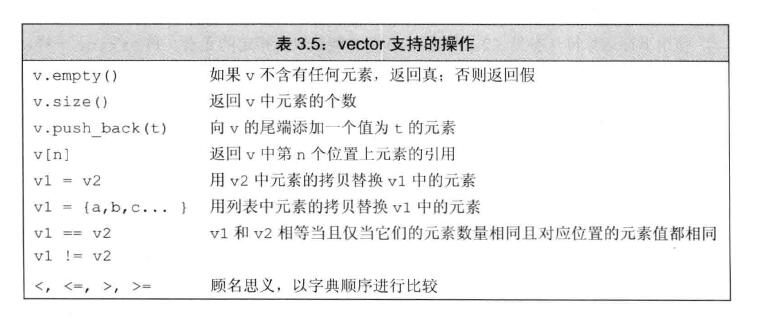 表 3.5：vector 支持的操作
v.empty() 如果 v 不含有任何元素，返回真；否则返回假
v.size() 返回 v 中元素的个数
v.push_back(t) 向 v 的尾端添加一个值为 t 的元素
v[n] 返回 v 中第 n 个位置上元素的引用
v1 = v2 用 v2 中元素的拷贝替换 v1 中的元素
v1 = {a,b,c... } 用列表中元素的拷贝替换 v1 中的元素
v1 == v2 v1 和 v2 相等当且仅当它们的元素数量相同且对应位置的元素值都相同
v1 != v2
<, <=, >, >= 顾名思义，以字典顺序进行比较